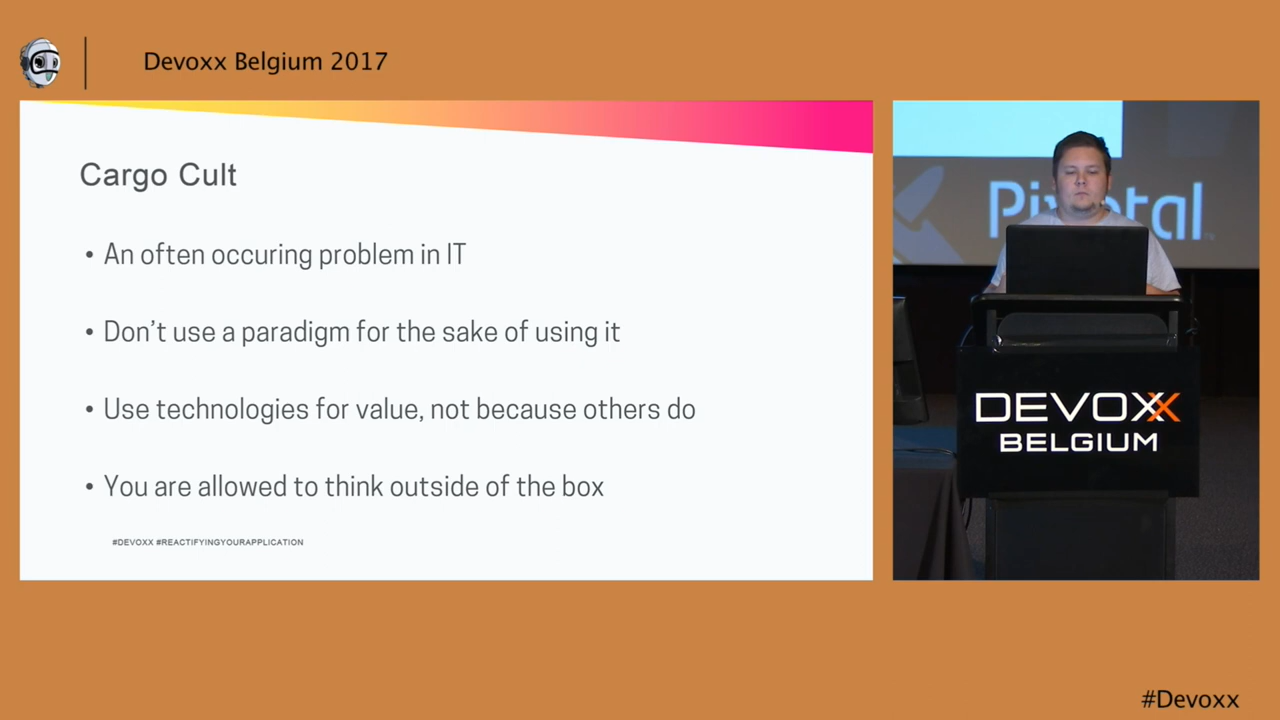 Devoxx Belgium 2017
Cargo Cult
• An often occuring problem in IT
• Don’t use a paradigm for the sake of using it
• Use technologies for value, not because others do
• You are allowed to think outside of the box
#DEVOXX #REACTIFYINGYOURAPPLICATION
Pivotal
DEVOXX
BELGIUM
#Devoxx